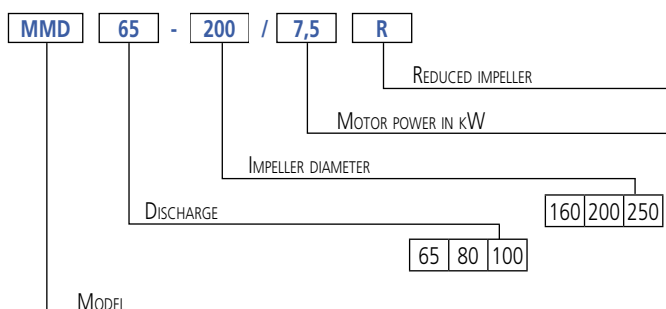 MMD 65 - 200 / 7,5 R
REDUCED IMPELLER
MOTOR POWER IN KW
IMPELLER DIAMETER
160 200 250
DISCHARGE
65 80 100
MODEL